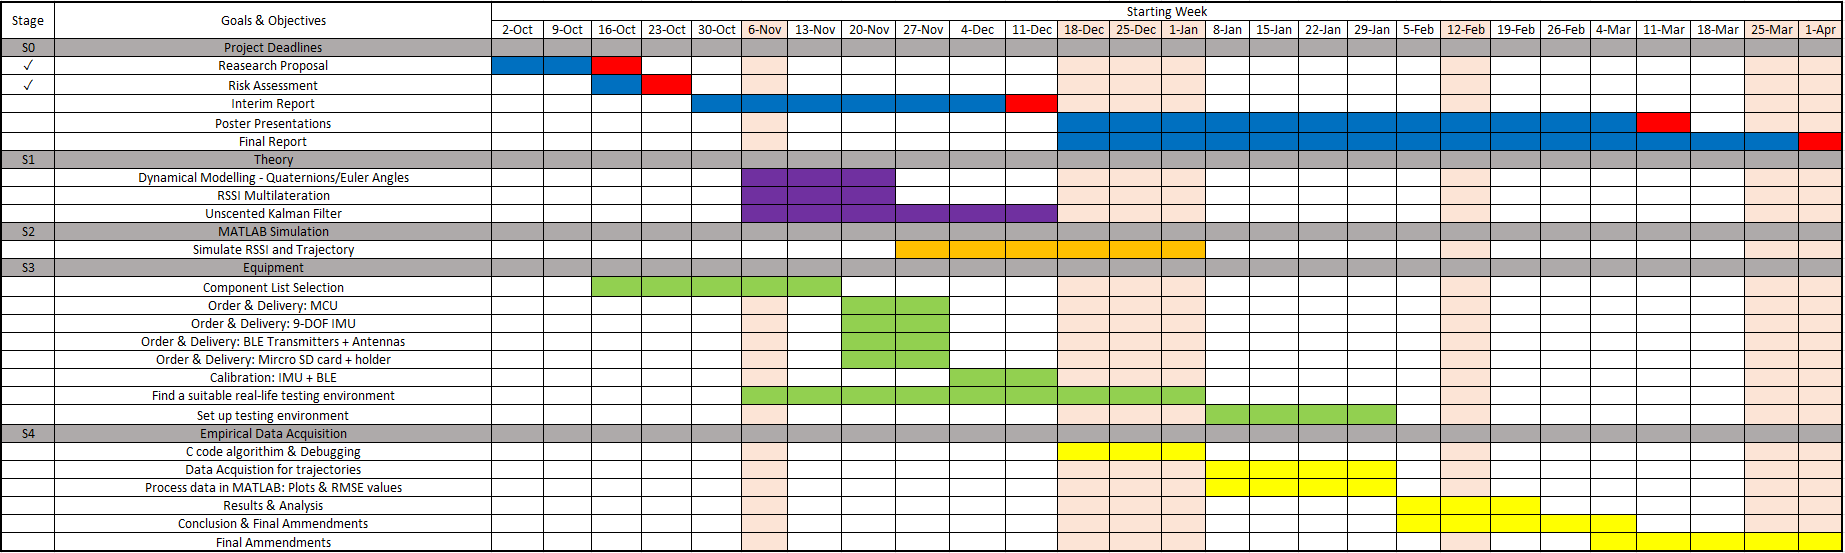 Stage Goals & Objectives Starting Week
2-Oct 9-Oct 16-Oct 23-Oct 30-Oct 6-Nov 13-Nov 20-Nov 27-Nov 4-Dec 11-Dec 18-Dec 25-Dec 1-Jan 8-Jan 15-Jan 22-Jan 29-Jan 5-Feb 12-Feb 19-Feb 26-Feb 4-Mar 11-Mar 18-Mar 25-Mar 1-Apr
S0 Project Deadlines
✓ Reasearch Proposal
✓ Risk Assessment
Interim Report
Poster Presentations
Final Report
S1 Theory
Dynamical Modelling - Quaternions/Euler Angles
RSSI Multilateration
Unscented Kalman Filter
S2 MATLAB Simulation
Simulate RSSI and Trajectory
S3 Equipment
Component List Selection
Order & Delivery: MCU
Order & Delivery: 9-DOF IMU
Order & Delivery: BLE Transmitters + Antennas
Order & Delivery: Mircro SD card + holder
Calibration: IMU + BLE
Find a suitable real-life testing environment
Set up testing environment
S4 Empirical Data Acquisition
C code algorithim & Debugging
Data Acquistion for trajectories
Process data in MATLAB: Plots & RMSE values
Results & Analysis
Conclusion & Final Ammendments
Final Ammendments